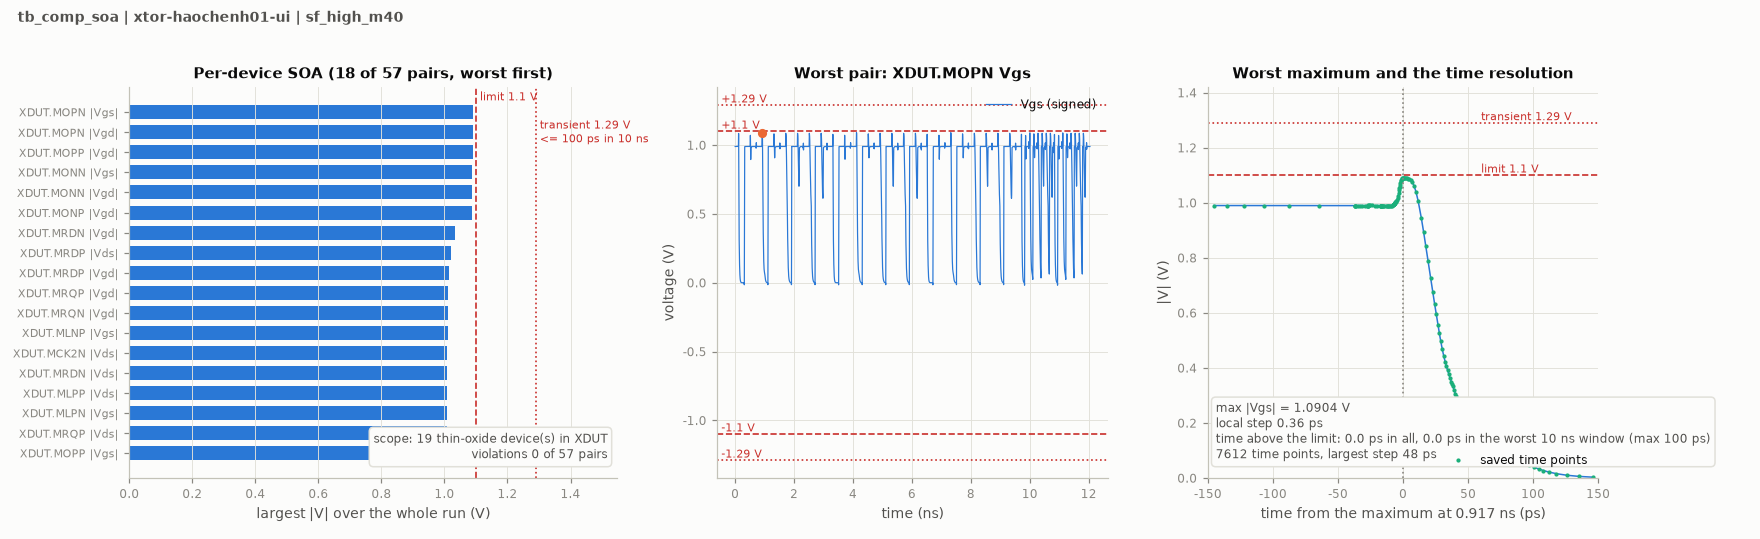 tb_comp_soa | xtor-haochenh01-ui | sf_high_m40
Per-device SOA (18 of 57 pairs, worst first)
limit 1.1 V
transient 1.29 V
<= 100 ps in 10 ns
XDUT.MOPN |Vgs|
XDUT.MOPN |Vgd|
XDUT.MOPP |Vgd|
XDUT.MONN |Vgs|
XDUT.MONN |Vgd|
XDUT.MONP |Vgd|
XDUT.MRDN |Vgd|
XDUT.MRDP |Vds|
XDUT.MRDP |Vgd|
XDUT.MRQP |Vgd|
XDUT.MRQN |Vgd|
XDUT.MLNP |Vgs|
XDUT.MCK2N |Vds|
XDUT.MRDN |Vds|
XDUT.MLPP |Vds|
XDUT.MLPN |Vgs|
XDUT.MRQP |Vds|
XDUT.MOPP |Vgs|
scope: 19 thin-oxide device(s) in XDUT
violations 0 of 57 pairs
0.0 0.2 0.4 0.6 0.8 1.0 1.2 1.4
largest |V| over the whole run (V)
Worst pair: XDUT.MOPN Vgs
+1.29 V
Vgs (signed)
+1.1 V
1.0
0.5
0.0
-0.5
-1.0
voltage (V)
-1.1 V
-1.29 V
0 2 4 6 8 10 12
time (ns)
Worst maximum and the time resolution
1.4
1.2
1.0
0.8
0.6
0.4
0.2
0.0
|V| (V)
transient 1.29 V
limit 1.1 V
max |Vgs| = 1.0904 V
local step 0.36 ps
time above the limit: 0.0 ps in all, 0.0 ps in the worst 10 ns window (max 100 ps)
7612 time points, largest step 48 ps
saved time points
-150 -100 -50 0 50 100 150
time from the maximum at 0.917 ns (ps)